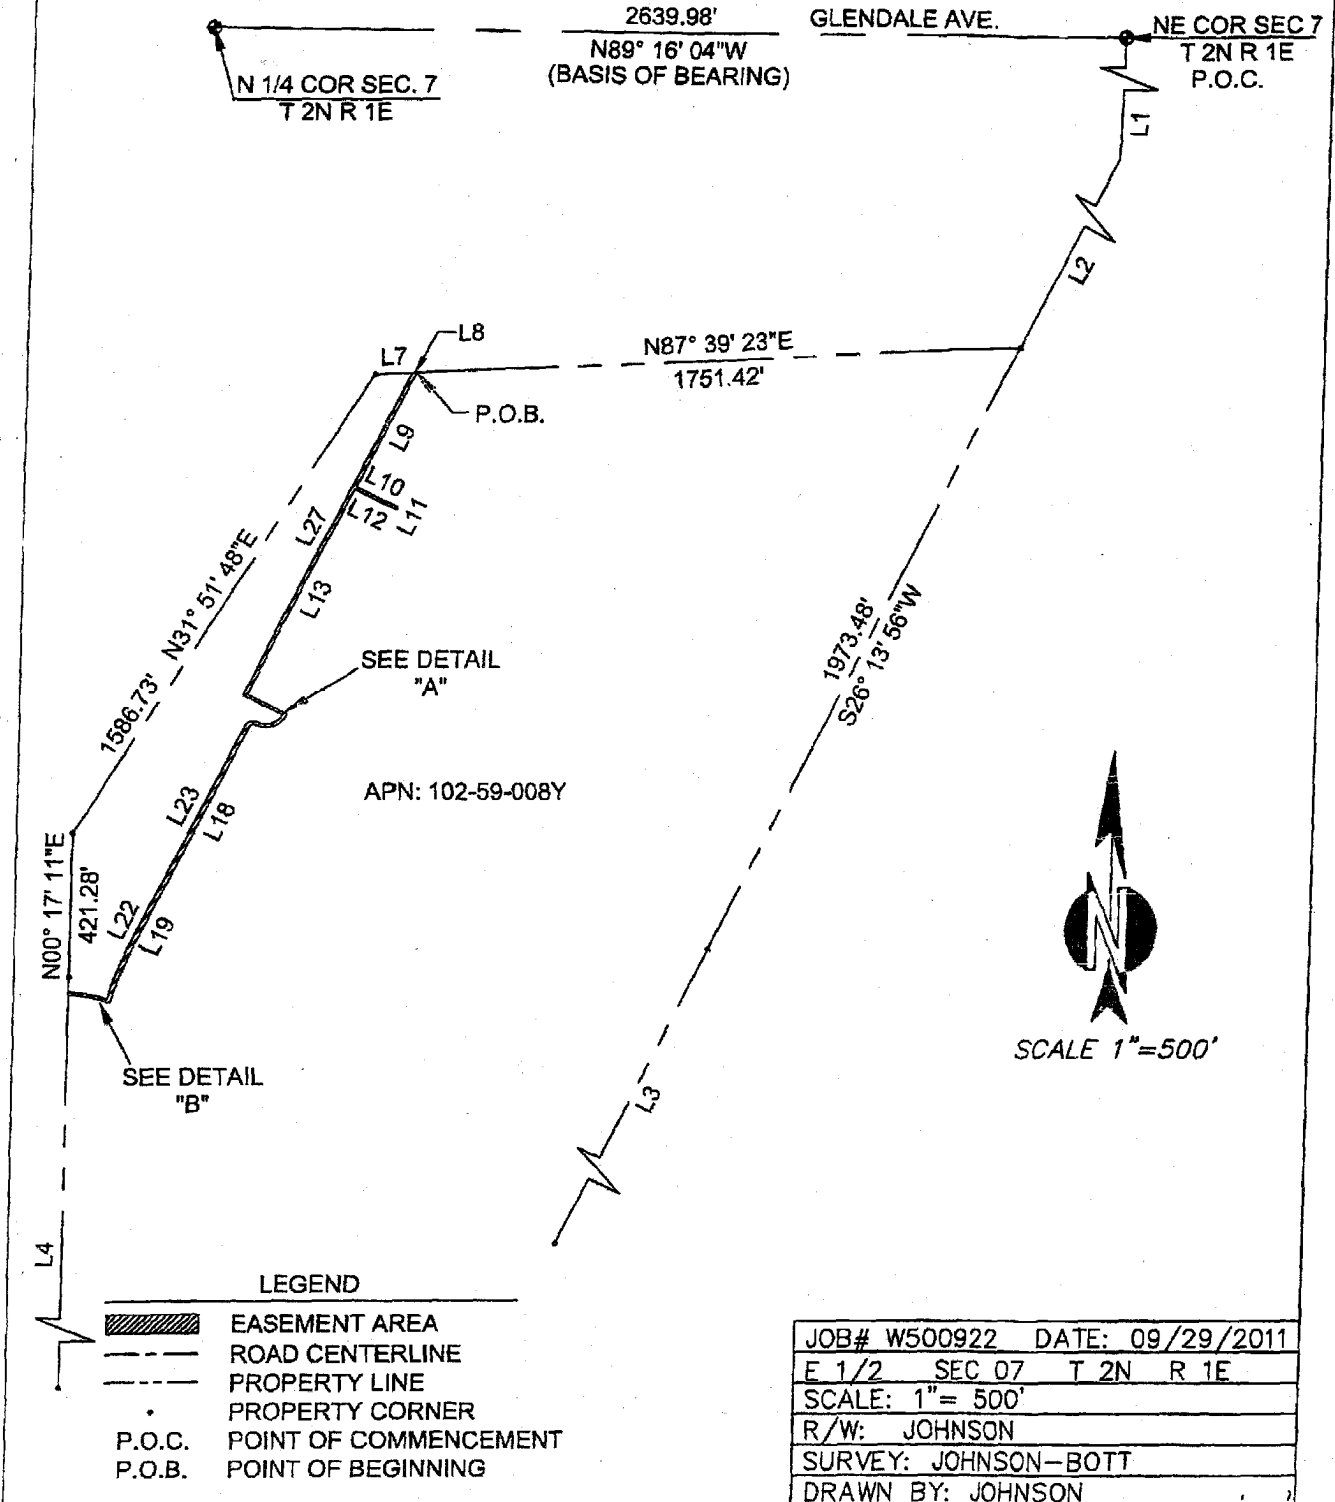 2639.98'
GLENDALE AVE.
NE COR SEC 7
T 2N R 1E
P.O.C.
N89° 16' 04"W
(BASIS OF BEARING)
N 1/4 COR SEC. 7
T 2N R 1E
L1
L2
L8
L7
N87° 39' 23"E
1751.42'
P.O.B.
L9
L10
L11
L12
L27
L13
1586.73' N31° 51' 48"E
SEE DETAIL
"A"
1973.48'
S26° 13' 56"W
APN: 102-59-008Y
L23
L18
N00° 17' 11"E
421.28'
L22
L19
N
SCALE 1"=500'
SEE DETAIL
"B"
L3
L4
LEGEND
EASEMENT AREA
ROAD CENTERLINE
PROPERTY LINE
PROPERTY CORNER
P.O.C. POINT OF COMMENCEMENT
P.O.B. POINT OF BEGINNING
JOB# W500922 DATE: 09/29/2011
E 1/2 SEC 07 T 2N R 1E
SCALE: 1"= 500'
R/W: JOHNSON
SURVEY: JOHNSON-BOTT
DRAWN BY: JOHNSON